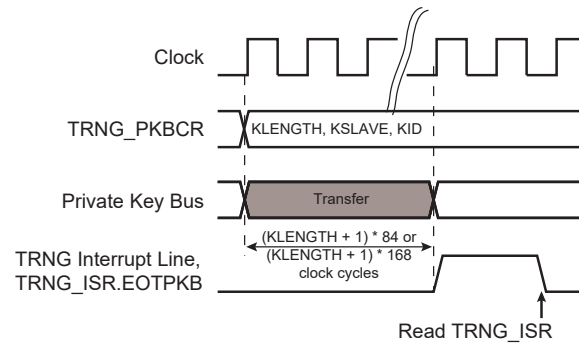 Clock
TRNG_PKBCR
KLENGTH, KSLAVE, KID
Private Key Bus
Transfer
(KLENGTH + 1) * 84 or
(KLENGTH + 1) * 168
clock cycles
TRNG Interrupt Line,
TRNG_ISR.EOTPKB
Read TRNG_ISR